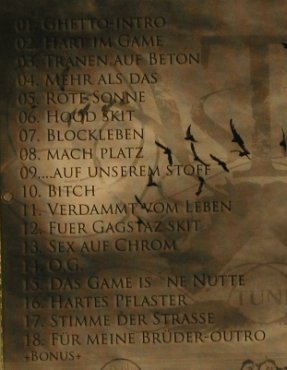 01. Ghetto-Intro
02. Hart im Game
03. Tränen auf Beton
04. Mehr als das
05. Rote Sonne
06. Hood Skit
07. Blockleben
08. mach Platz
09....auf unserem Stoff
10. Bitch
11. Verdammt vom Leben
12. Fuer Gagstaz Skit
13. Sex auf Chrom
14. O.G.
15. Das Game is ne Nutte
16. Hartes Pflaster
17. Stimme der Strasse
18. Für meine Brüder-Outro
+Bonus+